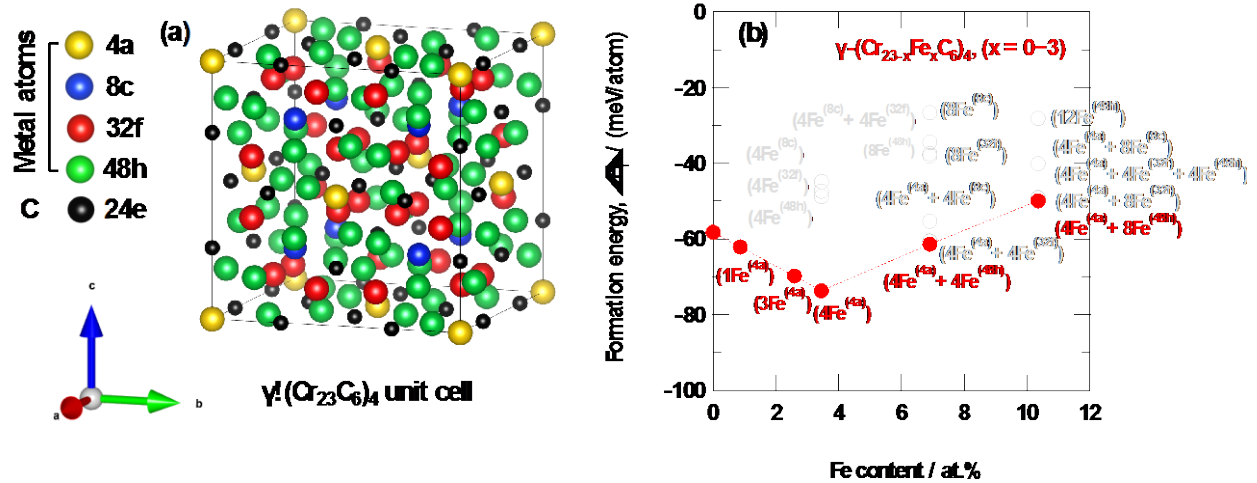 (a)
Metal atoms
4a
8c
32f
48h
C
24e
c
b
a
γ!(Cr₂₃C₆)₄ unit cell
(b)
γ-(Cr₂₃₋ₓFeₓC₆)₄, (x = 0−3)
Formation energy, / (meV/atom)
0
−20
−40
−60
−80
−100
0
2
4
6
8
10
12
Fe content / at.%
(4Fe⁽⁸ᶜ⁾ + 4Fe⁽³²ᶠ⁾)
(8Fe⁽⁸ᶜ⁾)
(8Fe⁽⁴⁸ʰ⁾)
(8Fe⁽³²ᶠ⁾)
(4Fe⁽⁸ᶜ⁾)
(4Fe⁽³²ᶠ⁾)
(4Fe⁽⁴⁸ʰ⁾)
(4Fe⁽⁴ᵃ⁾ + 4Fe⁽⁸ᶜ⁾)
(4Fe⁽⁴ᵃ⁾ + 4Fe⁽³²ᶠ⁾)
(12Fe⁽⁴⁸ʰ⁾)
(4Fe⁽⁴ᵃ⁾ + 8Fe⁽⁸ᶜ⁾)
(4Fe⁽⁴ᵃ⁾ + 4Fe⁽³²ᶠ⁾ + 4Fe⁽⁴⁸ʰ⁾)
(4Fe⁽⁴ᵃ⁾ + 8Fe⁽³²ᶠ⁾)
(4Fe⁽⁴ᵃ⁾ + 8Fe⁽⁴⁸ʰ⁾)
(1Fe⁽⁴ᵃ⁾)
(3Fe⁽⁴ᵃ⁾)
(4Fe⁽⁴ᵃ⁾)
(4Fe⁽⁴ᵃ⁾ + 4Fe⁽⁴⁸ʰ⁾)